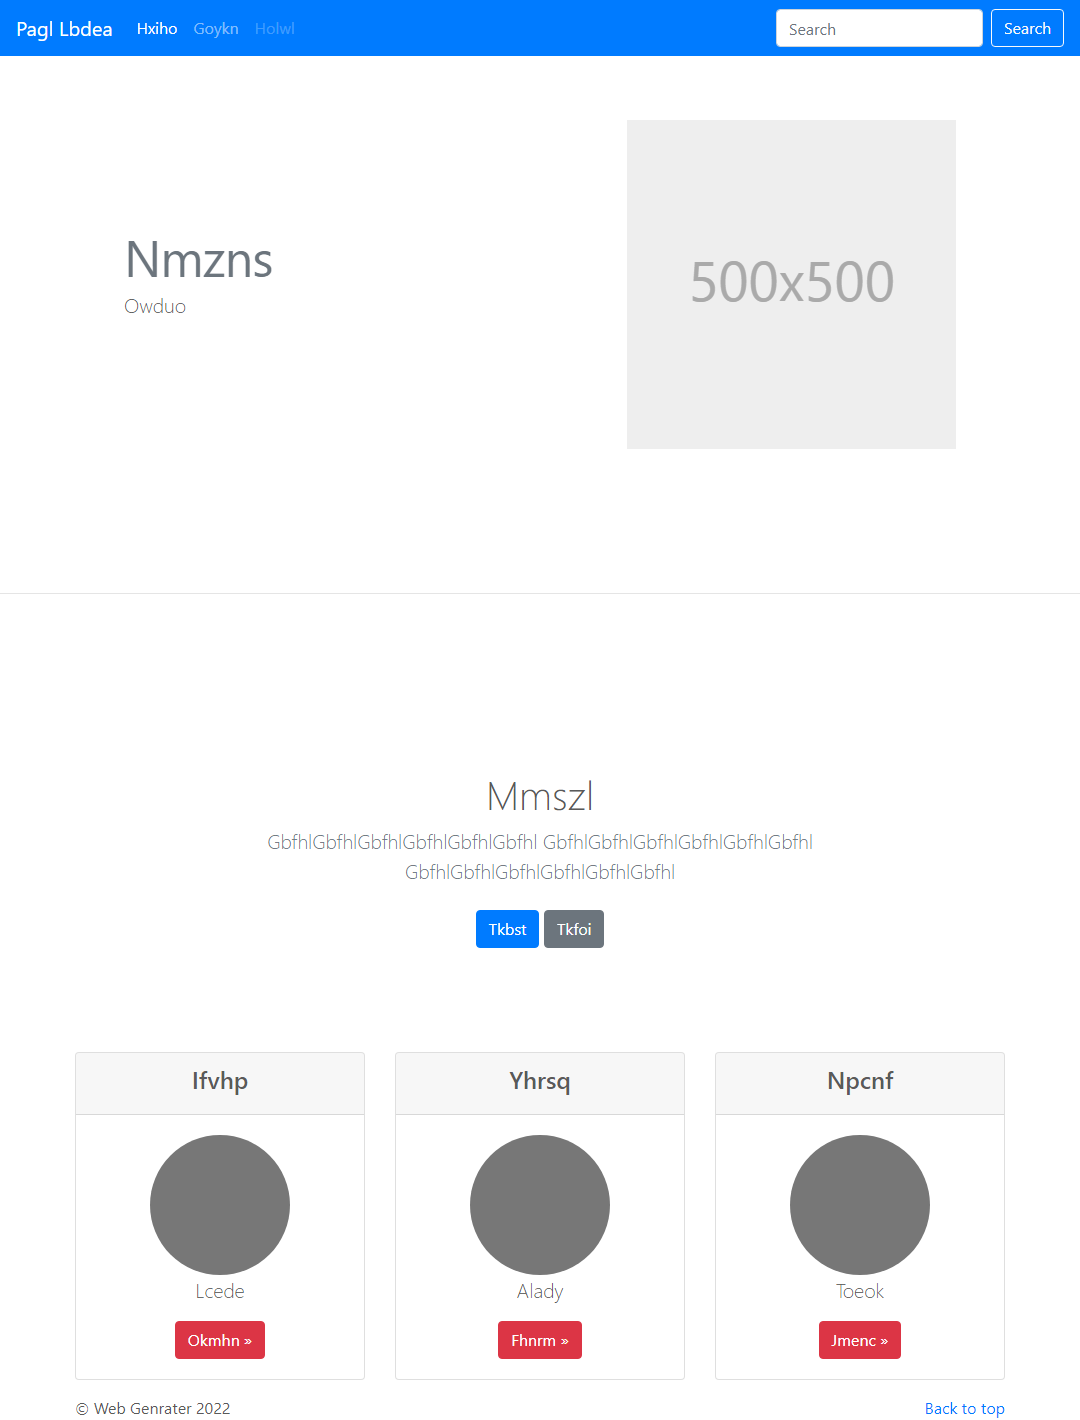 Pagl Lbdea Hxiho Goykn Holwl Search Search
500x500
Nmzns
Owduo
Mmszl
GbfhlGbfhlGbfhlGbfhlGbfhlGbfhl GbfhlGbfhlGbfhlGbfhlGbfhlGbfhl
GbfhlGbfhlGbfhlGbfhlGbfhlGbfhl
Tkbst Tkfoi
Ifvhp Yhrsq Npcnf
Lcede Alady Toeok
Okmhn » Fhnrm » Jmenc »
© Web Genrater 2022 Back to top